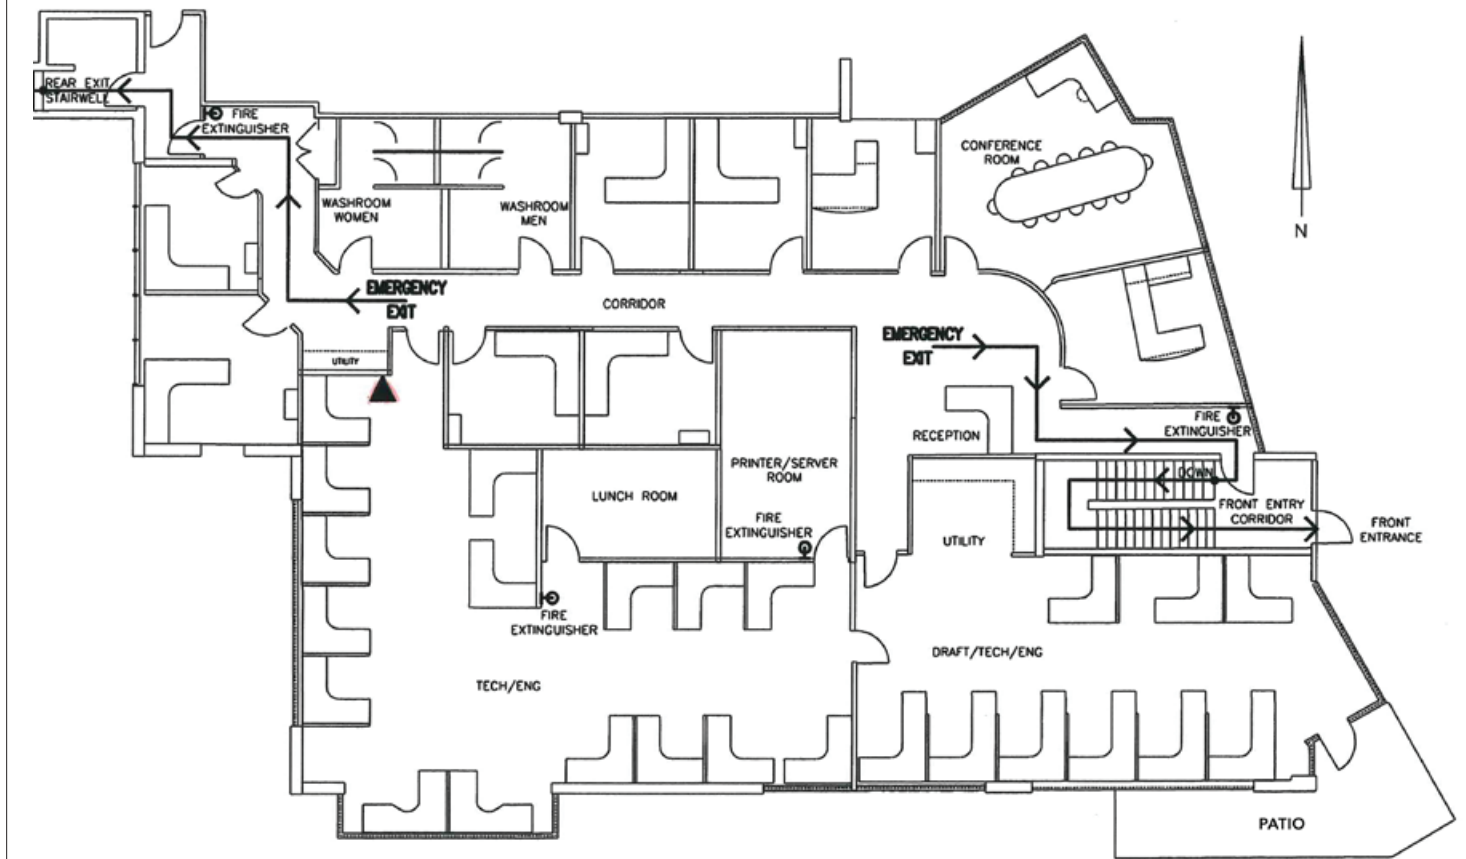 REAR EXIT
STAIRWELL
FIRE
EXTINGUISHER
WASHROOM
WOMEN
WASHROOM
MEN
CONFERENCE
ROOM
N
EMERGENCY
EXIT
CORRIDOR
EMERGENCY
EXIT
UTILITY
FIRE
EXTINGUISHER
RECEPTION
PRINTER/SERVER
ROOM
LUNCH ROOM
DOWN
FRONT ENTRY
CORRIDOR
FRONT
ENTRANCE
FIRE
EXTINGUISHER
UTILITY
FIRE
EXTINGUISHER
DRAFT/TECH/ENG
TECH/ENG
PATIO